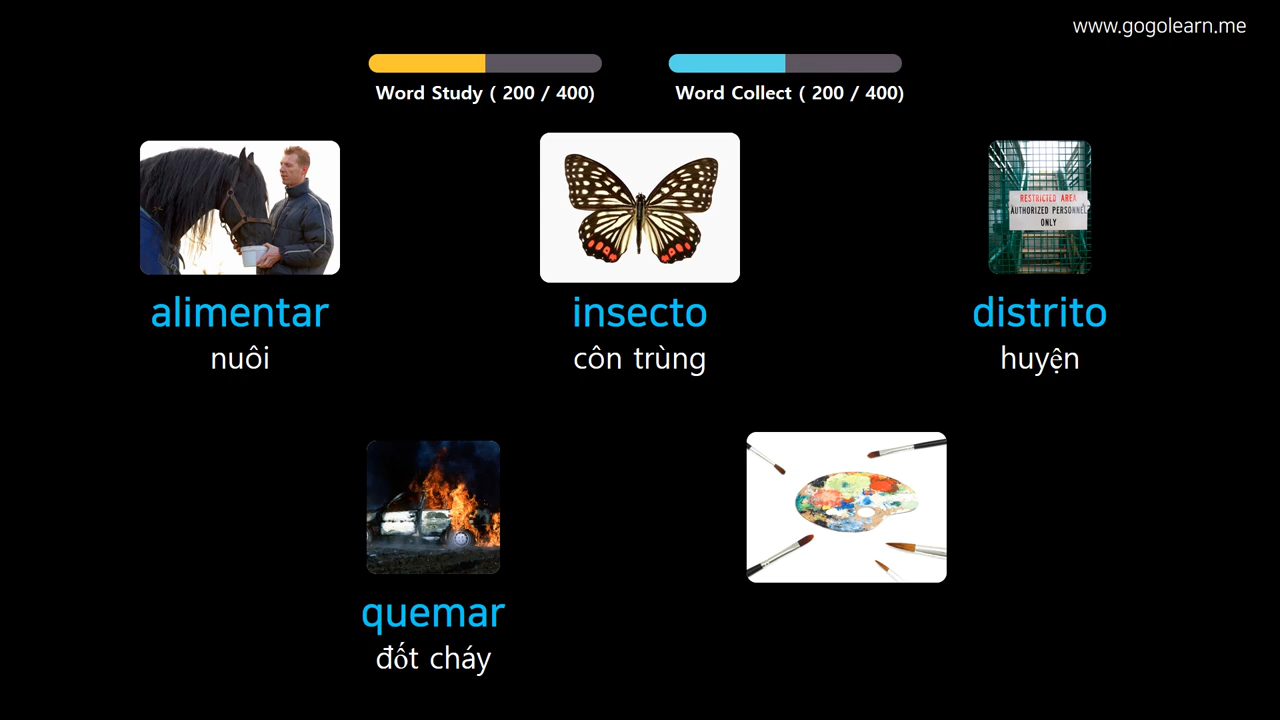 www.gogolearn.me
Word Study ( 200 / 400)
Word Collect ( 200 / 400)
RESTRICTED AREA
AUTHORIZED PERSONNEL
ONLY
alimentar
insecto
distrito
nuôi
côn trùng
huyện
quemar
đốt cháy